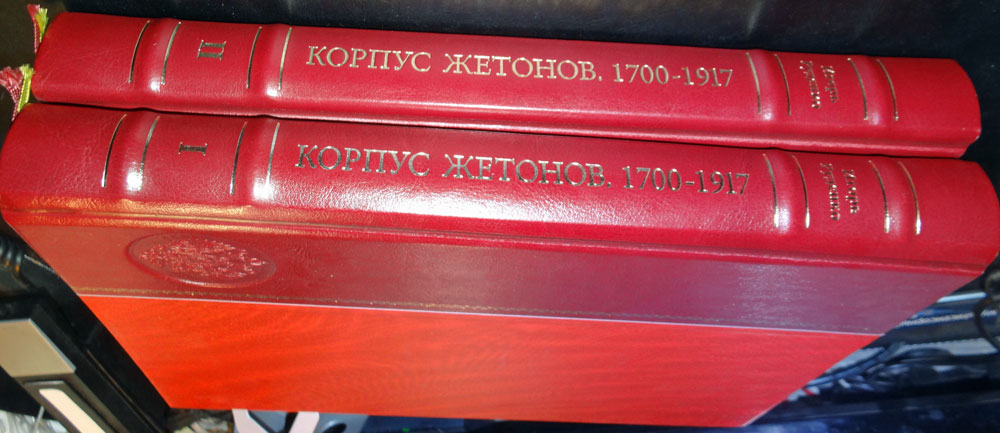 II
КОРПУС ЖЕТОНОВ. 1700-1917
I
КОРПУС ЖЕТОНОВ. 1700-1917